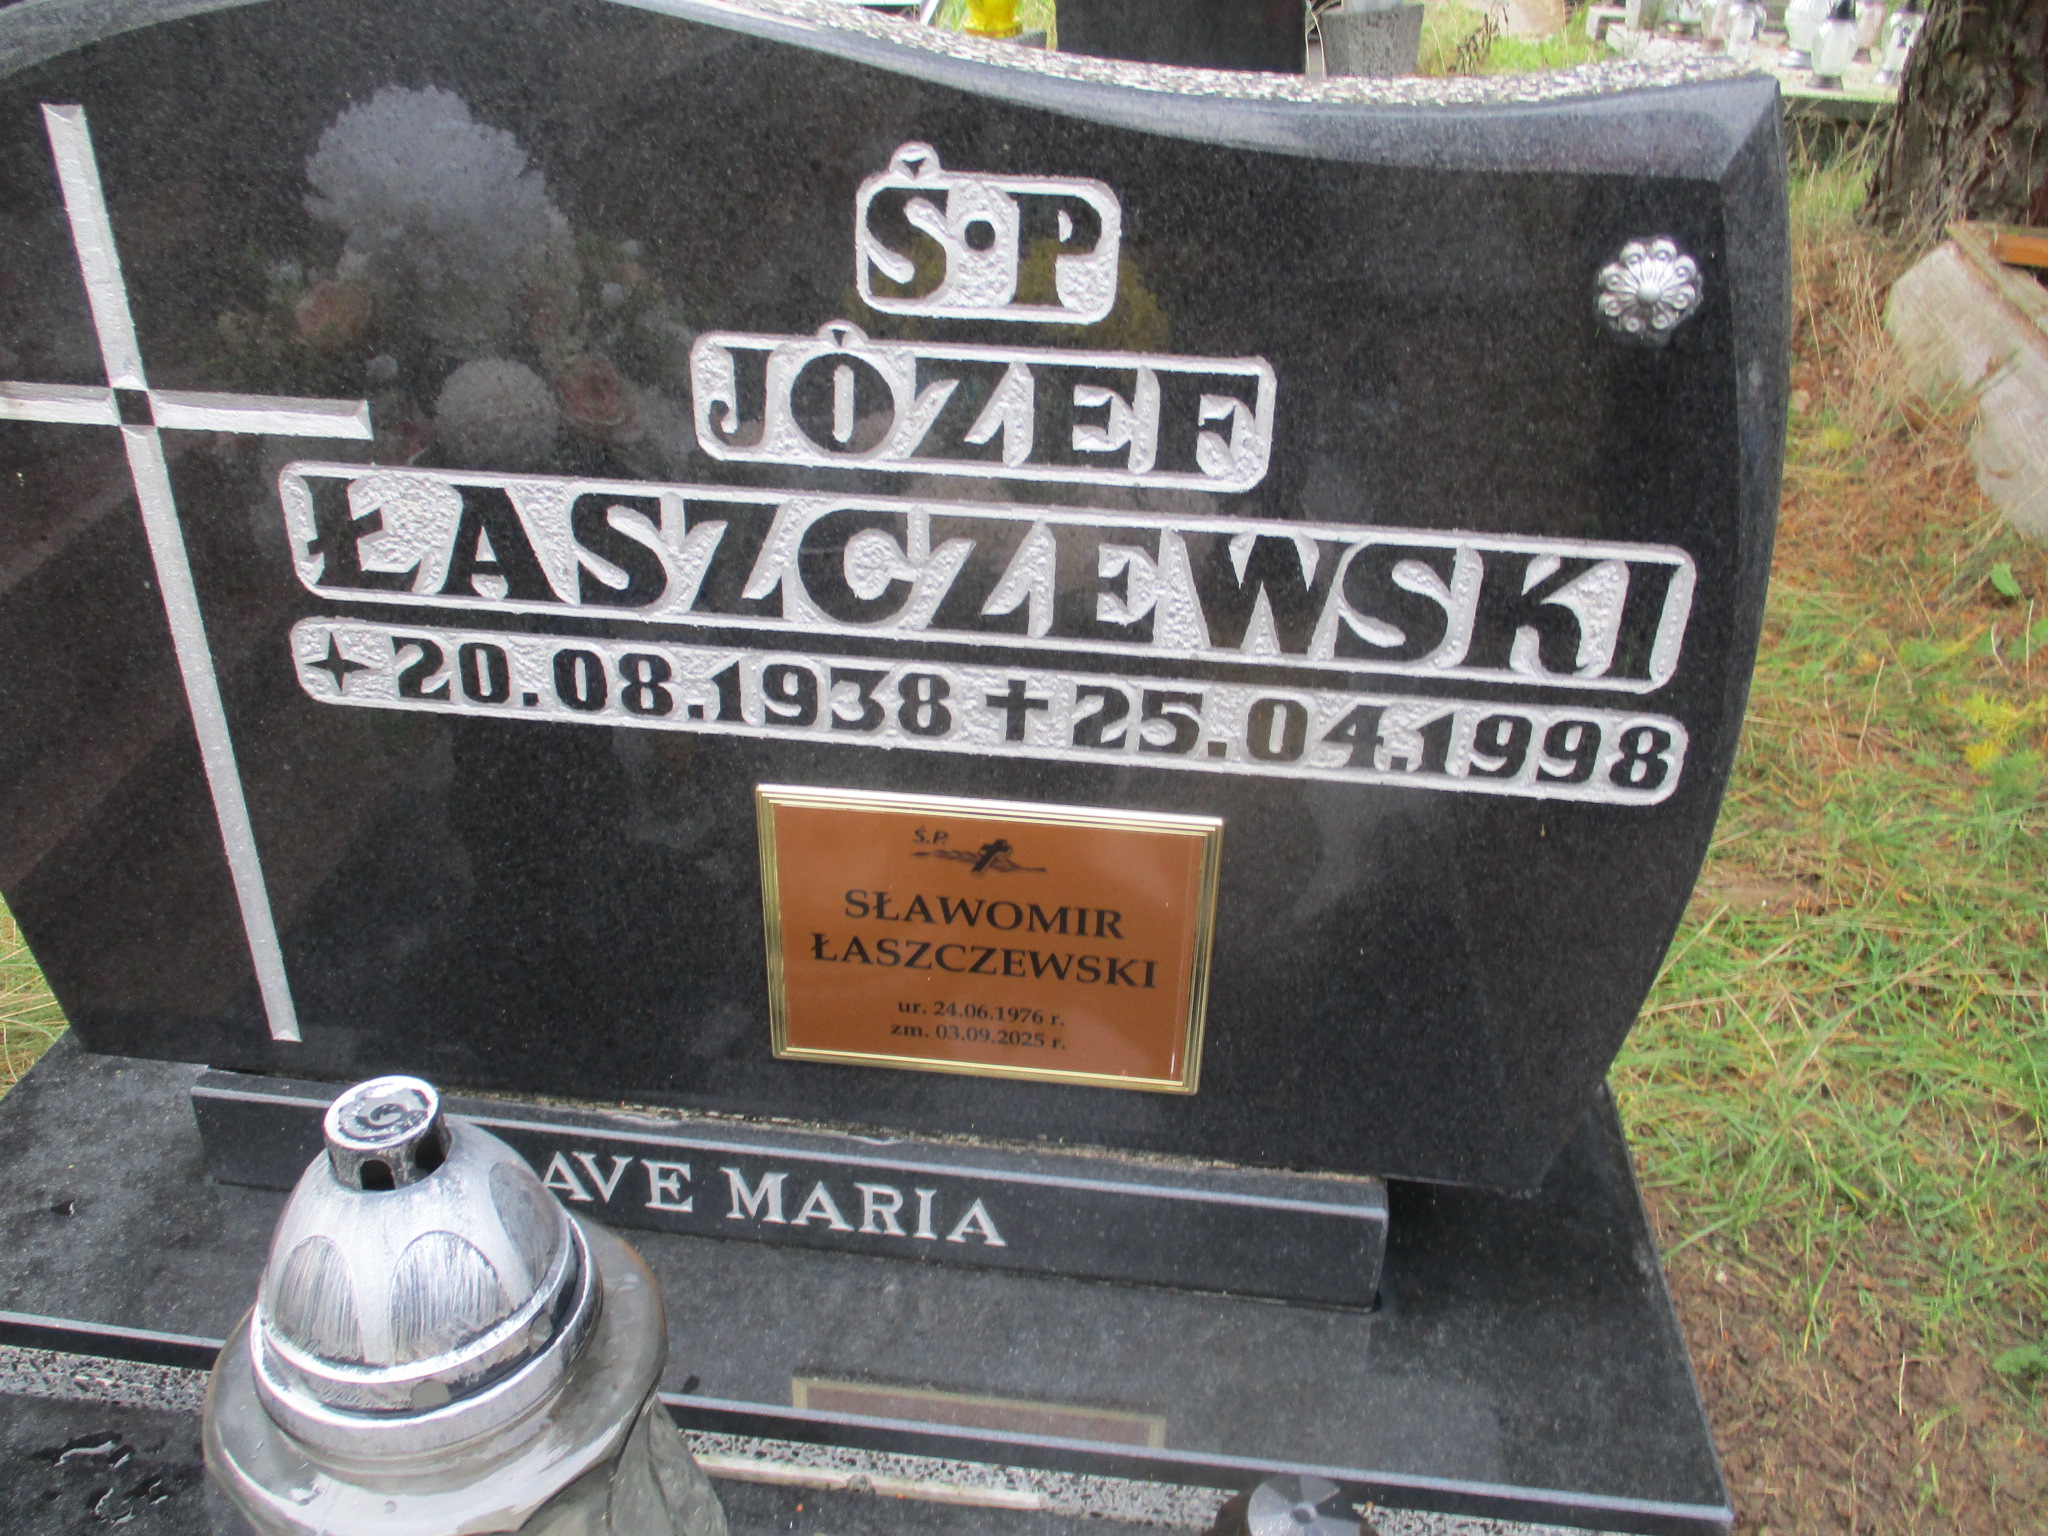 Ś.P
JÓZEF
ŁASZCZEWSKI
20.08.1938 ✝ 25.04.1998
Ś.P.
SŁAWOMIR
ŁASZCZEWSKI
ur. 24.06.1976 r.
zm. 03.09.2025 r.
AVE MARIA